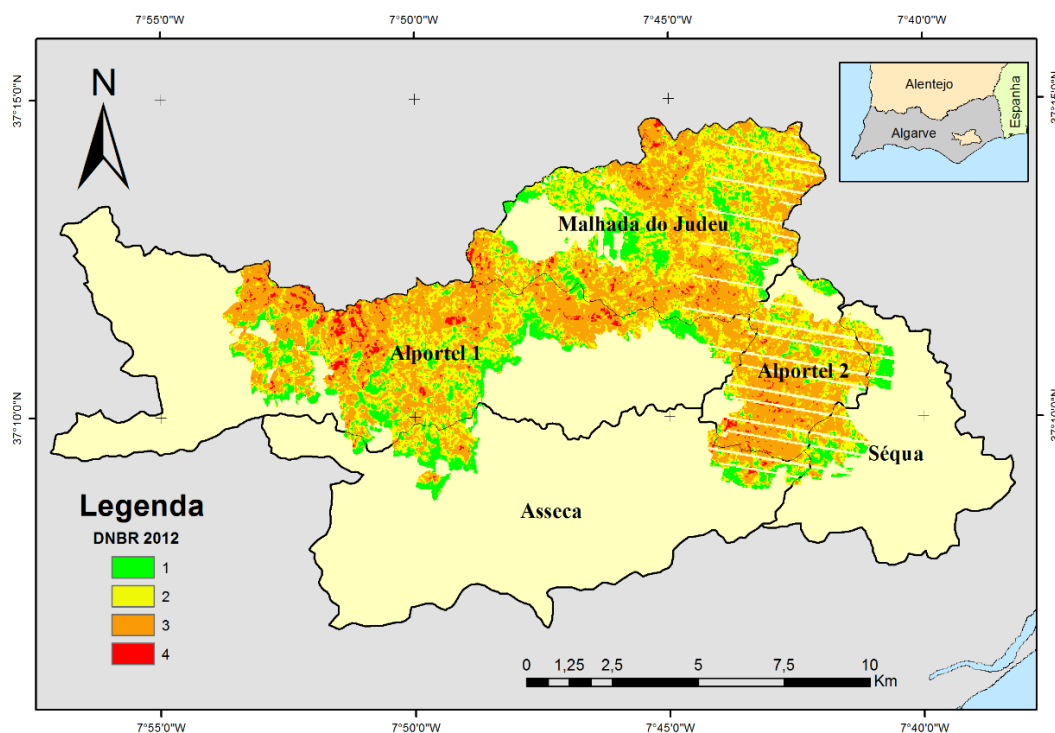 7°55'0"W 7°50'0"W 7°45'0"W 7°40'0"W
37°15'0"N
N
Alentejo
Espanha
Algarve
Malhada do Judeu
Alportel 1
Alportel 2
37°10'0"N
37°10'0"N
Séqua
Asseca
Legenda
DNBR 2012
1
2
3
4
0 1,25 2,5 5 7,5 10
Km
7°55'0"W 7°50'0"W 7°45'0"W 7°40'0"W